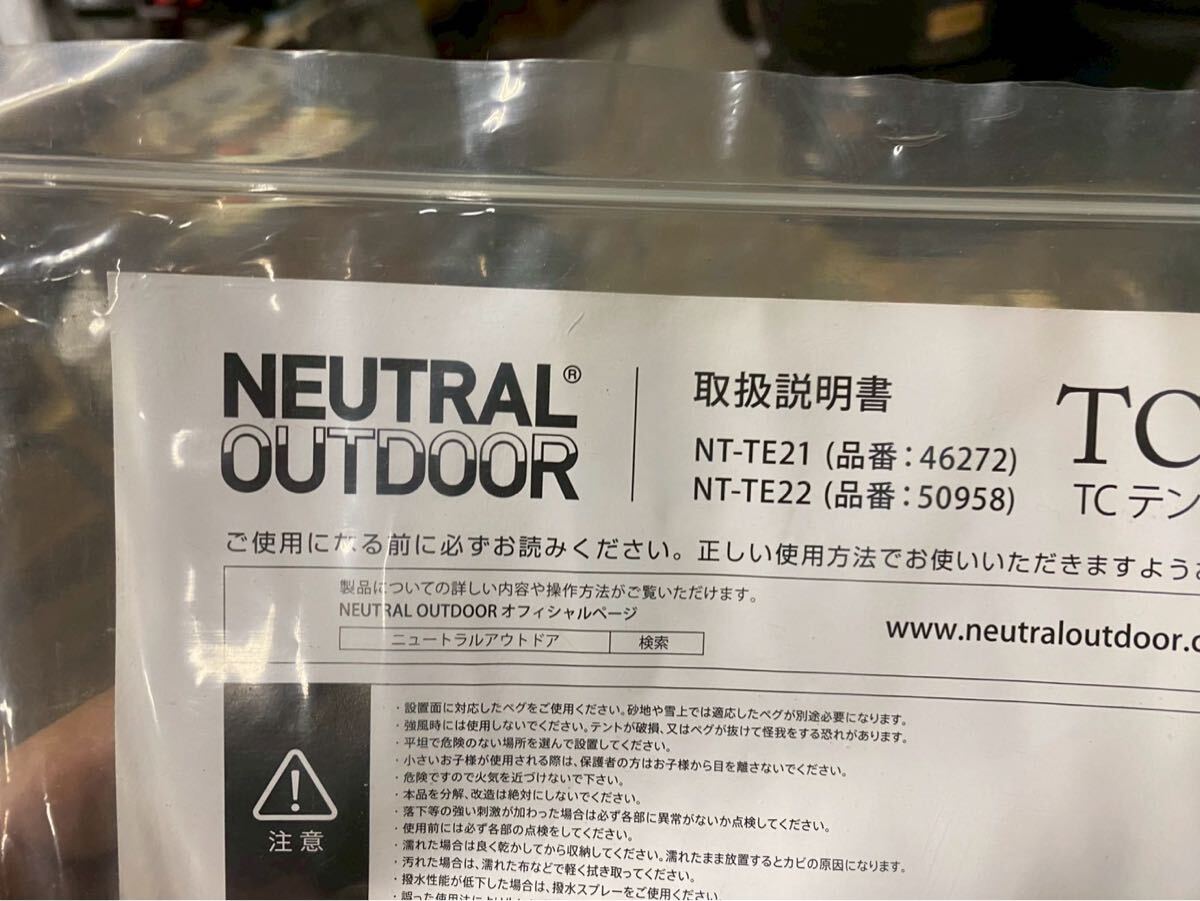 NEUTRAL®
OUTDOOR
取扱説明書
NT-TE21 (品番：46272)
NT-TE22 (品番：50958)
TC
TC テン
ご使用になる前に必ずお読みください。正しい使用方法でお使いいただきますよう
製品についての詳しい内容や操作方法がご覧いただけます。
NEUTRAL OUTDOOR オフィシャルページ
ニュートラルアウトドア 検索
www.neutraloutdoor.c
注意
・設置面に対応したペグをご使用ください。砂地や雪上では適応したペグが別途必要になります。
・強風時には使用しないでください。テントが破損、又はペグが抜けて怪我をする恐れがあります。
・平坦で危険のない場所を選んで設置してください。
・小さいお子様が使用される際は、保護者の方はお子様から目を離さないでください。
・危険ですので火気を近づけないで下さい。
・本品を分解、改造は絶対にしないでください。
・落下等の強い刺激が加わった場合は必ず各部に異常がないか点検してください。
・使用前には必ず各部の点検をしてください。
・濡れた場合は良く乾かしてから収納してください。濡れたまま放置するとカビの原因になります。
・汚れた場合は、濡れた布などで軽く拭き取ってください。
・撥水性能が低下した場合は、撥水スプレーをご使用ください。
・誤った使用法により